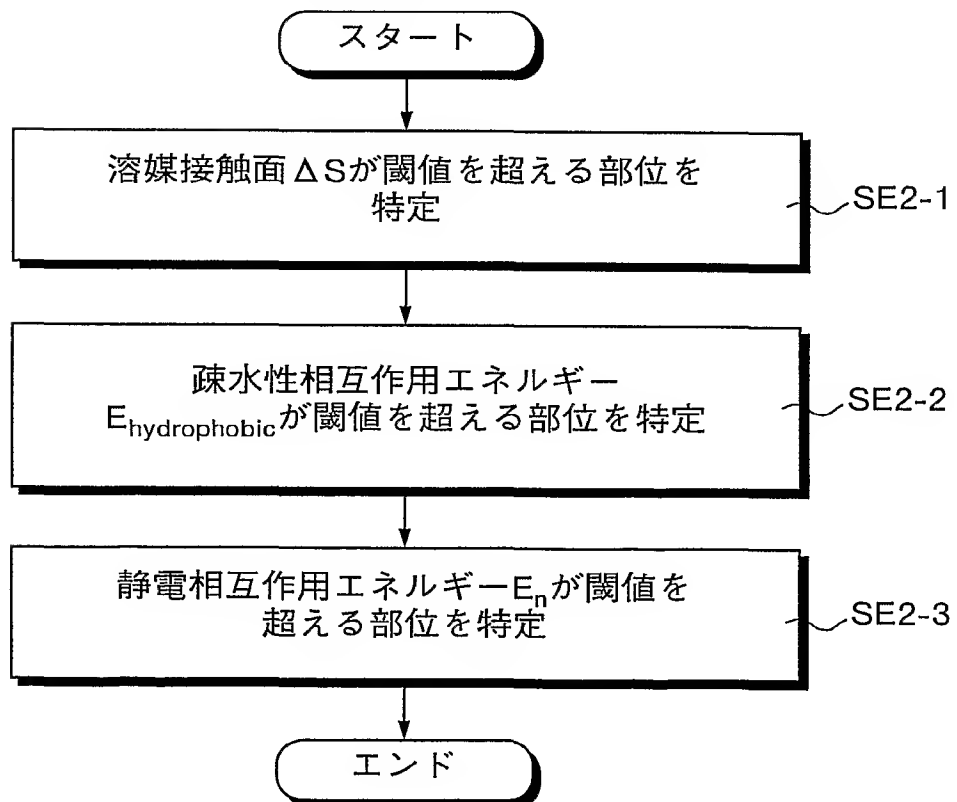 スタート
溶媒接触面ΔSが閾値を超える部位を
特定
SE2-1
疎水性相互作用エネルギー
E_hydrophobicが閾値を超える部位を特定
SE2-2
静電相互作用エネルギーE_nが閾値を
超える部位を特定
SE2-3
エンド